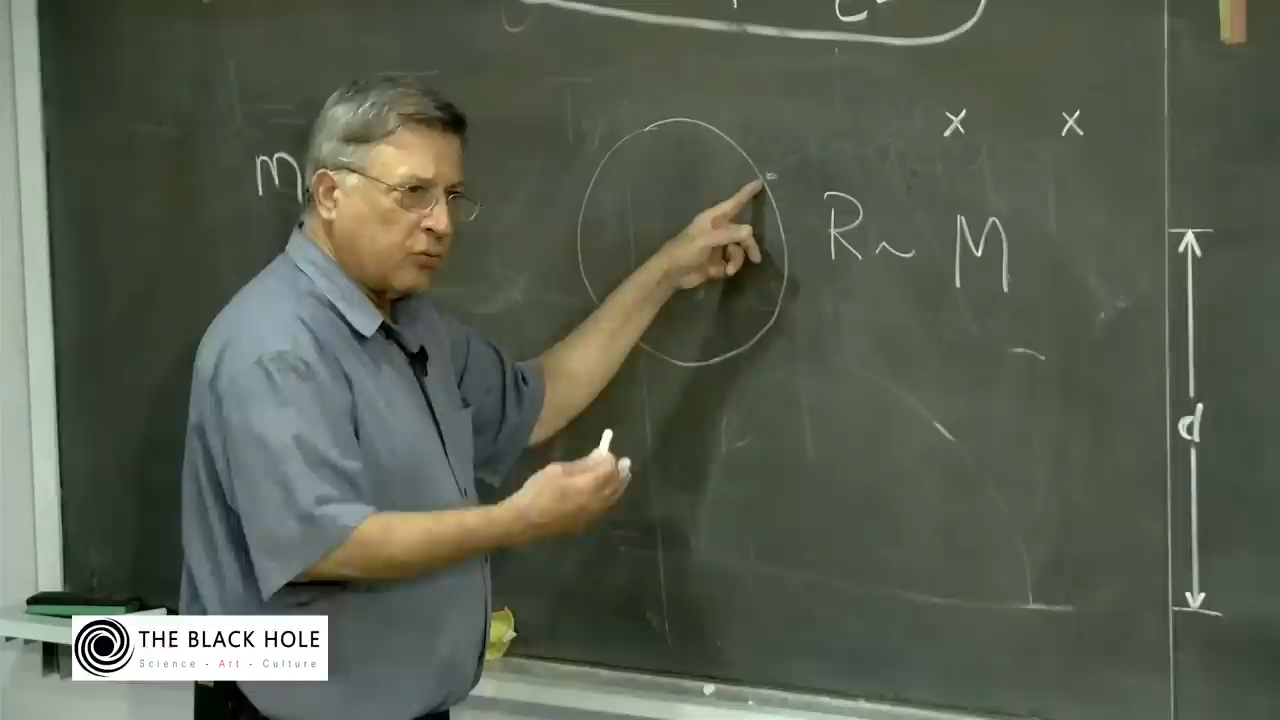 x x
m
R ~ M
d
THE BLACK HOLE
Science - Art - Culture